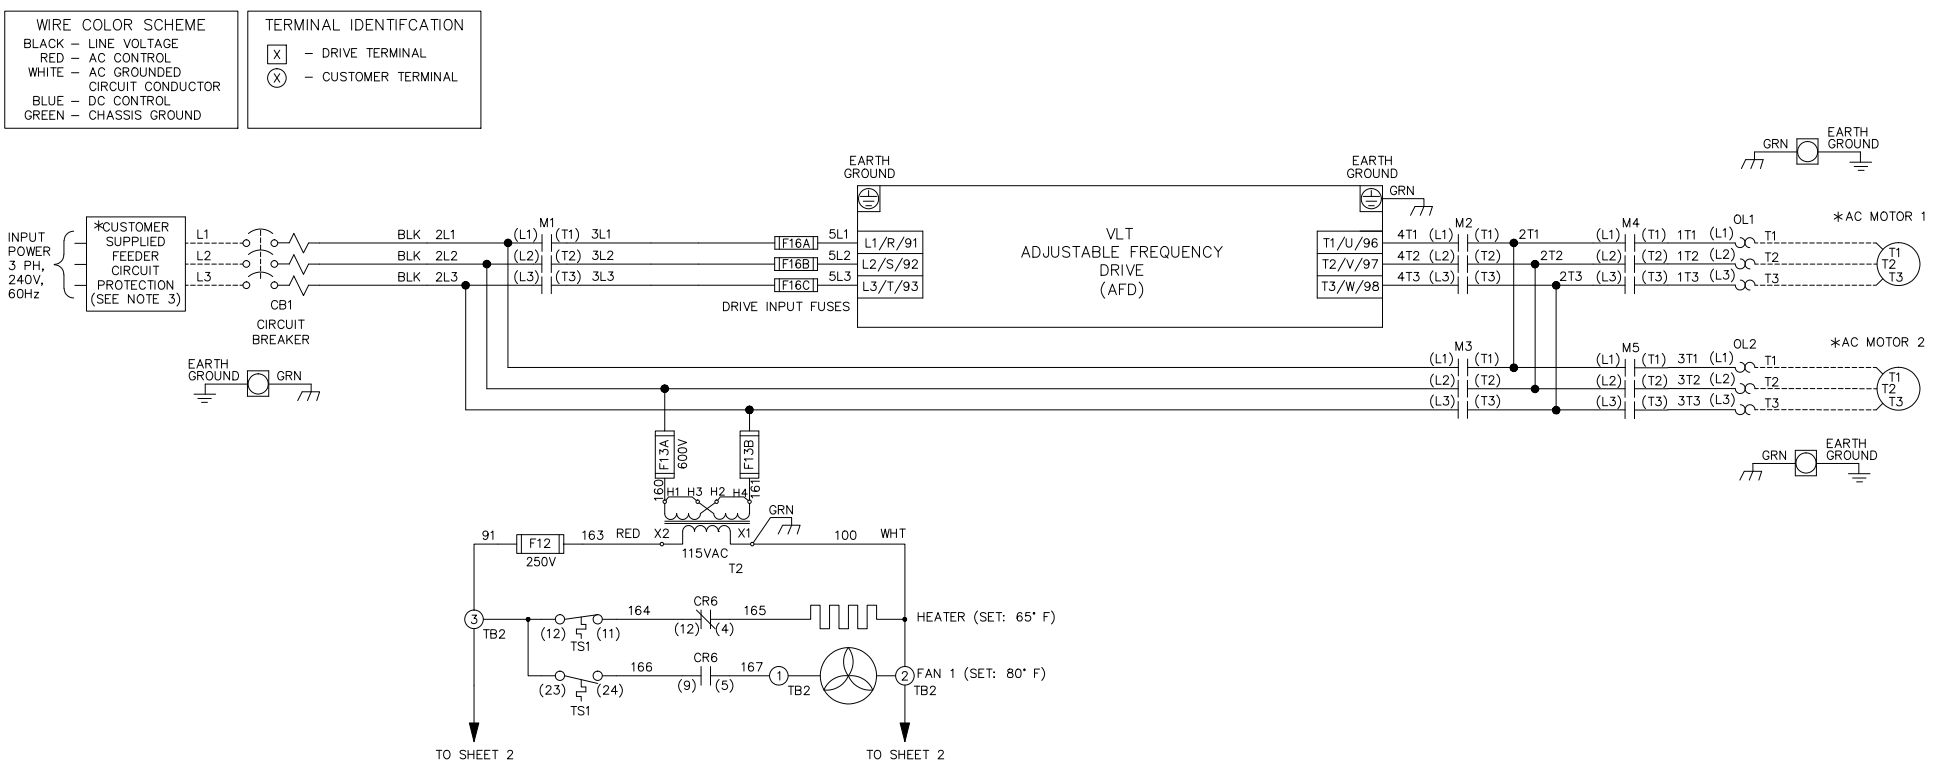 WIRE COLOR SCHEME
BLACK – LINE VOLTAGE
RED – AC CONTROL
WHITE – AC GROUNDED
CIRCUIT CONDUCTOR
BLUE – DC CONTROL
GREEN – CHASSIS GROUND
TERMINAL IDENTIFCATION
X – DRIVE TERMINAL
X – CUSTOMER TERMINAL
INPUT
POWER
3 PH,
240V,
60Hz
*CUSTOMER
SUPPLIED
FEEDER
CIRCUIT
PROTECTION
(SEE NOTE 3)
L1
L2
L3
CB1
CIRCUIT
BREAKER
EARTH
GROUND
GRN
BLK 2L1
BLK 2L2
BLK 2L3
M1
(L1) (T1) 3L1
(L2) (T2) 3L2
(L3) (T3) 3L3
F16A 5L1
F16B 5L2
F16C 5L3
DRIVE INPUT FUSES
EARTH
GROUND
L1/R/91
L2/S/92
L3/T/93
VLT
ADJUSTABLE FREQUENCY
DRIVE
(AFD)
EARTH
GROUND
GRN
T1/U/96
T2/V/97
T3/W/98
M2
4T1 (L1) (T1) 2T1
4T2 (L2) (T2) 2T2
4T3 (L3) (T3) 2T3
M4
(L1) (T1) 1T1 (L1)
(L2) (T2) 1T2 (L2)
(L3) (T3) 1T3 (L3)
OL1
T1
T2
T3
*AC MOTOR 1
T1
T2
T3
GRN
EARTH
GROUND
M3
(L1) (T1)
(L2) (T2)
(L3) (T3)
M5
(L1) (T1) 3T1 (L1)
(L2) (T2) 3T2 (L2)
(L3) (T3) 3T3 (L3)
OL2
T1
T2
T3
*AC MOTOR 2
T1
T2
T3
GRN
EARTH
GROUND
F13A
600V
F13B
160
161
H1 H3 H2 H4
GRN
91
F12
250V
163 RED X2
X1
115VAC
T2
100 WHT
3
TB2
(12) (11)
TS1
164
CR6
(12) (4)
165
HEATER (SET: 65° F)
(23) (24)
TS1
166
CR6
(9) (5)
167
1
TB2
2
TB2
FAN 1 (SET: 80° F)
TO SHEET 2
TO SHEET 2